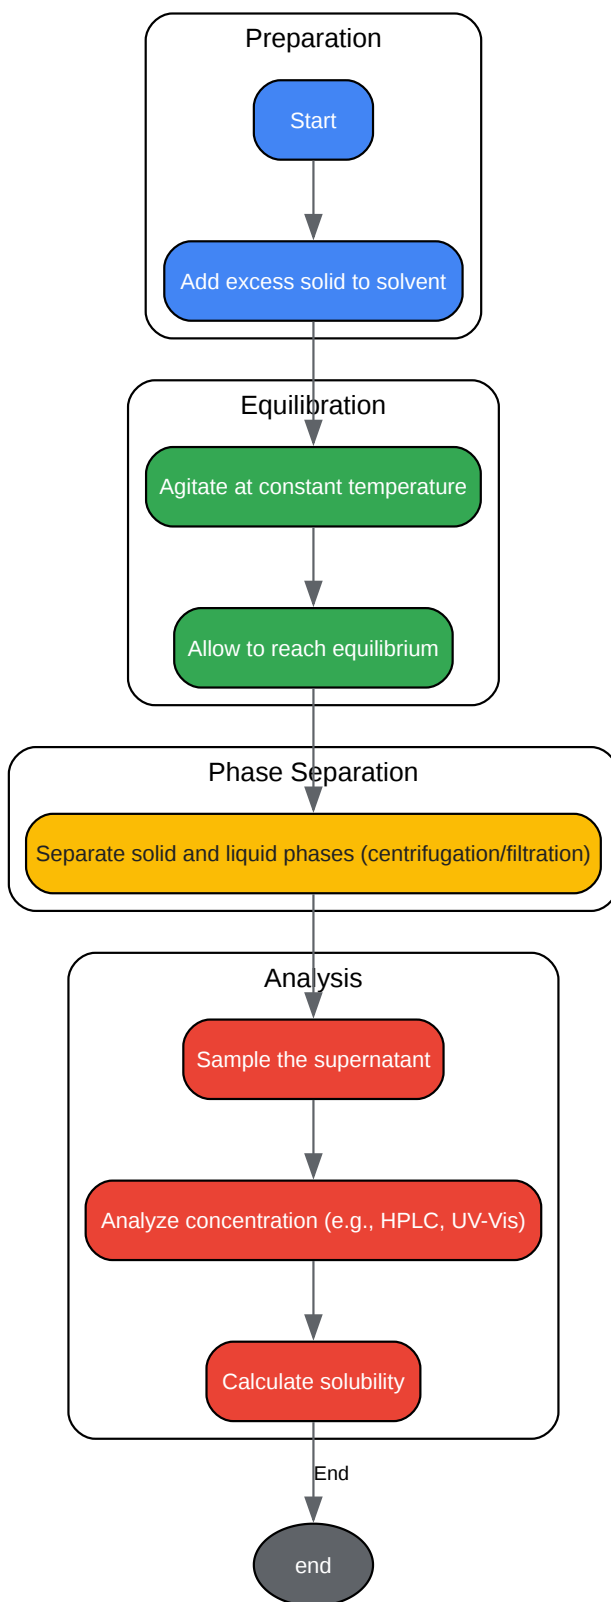 Preparation
Start
Add excess solid to solvent
Equilibration
Agitate at constant temperature
Allow to reach equilibrium
Phase Separation
Separate solid and liquid phases (centrifugation/filtration)
Analysis
Sample the supernatant
Analyze concentration (e.g., HPLC, UV-Vis)
Calculate solubility
End
end